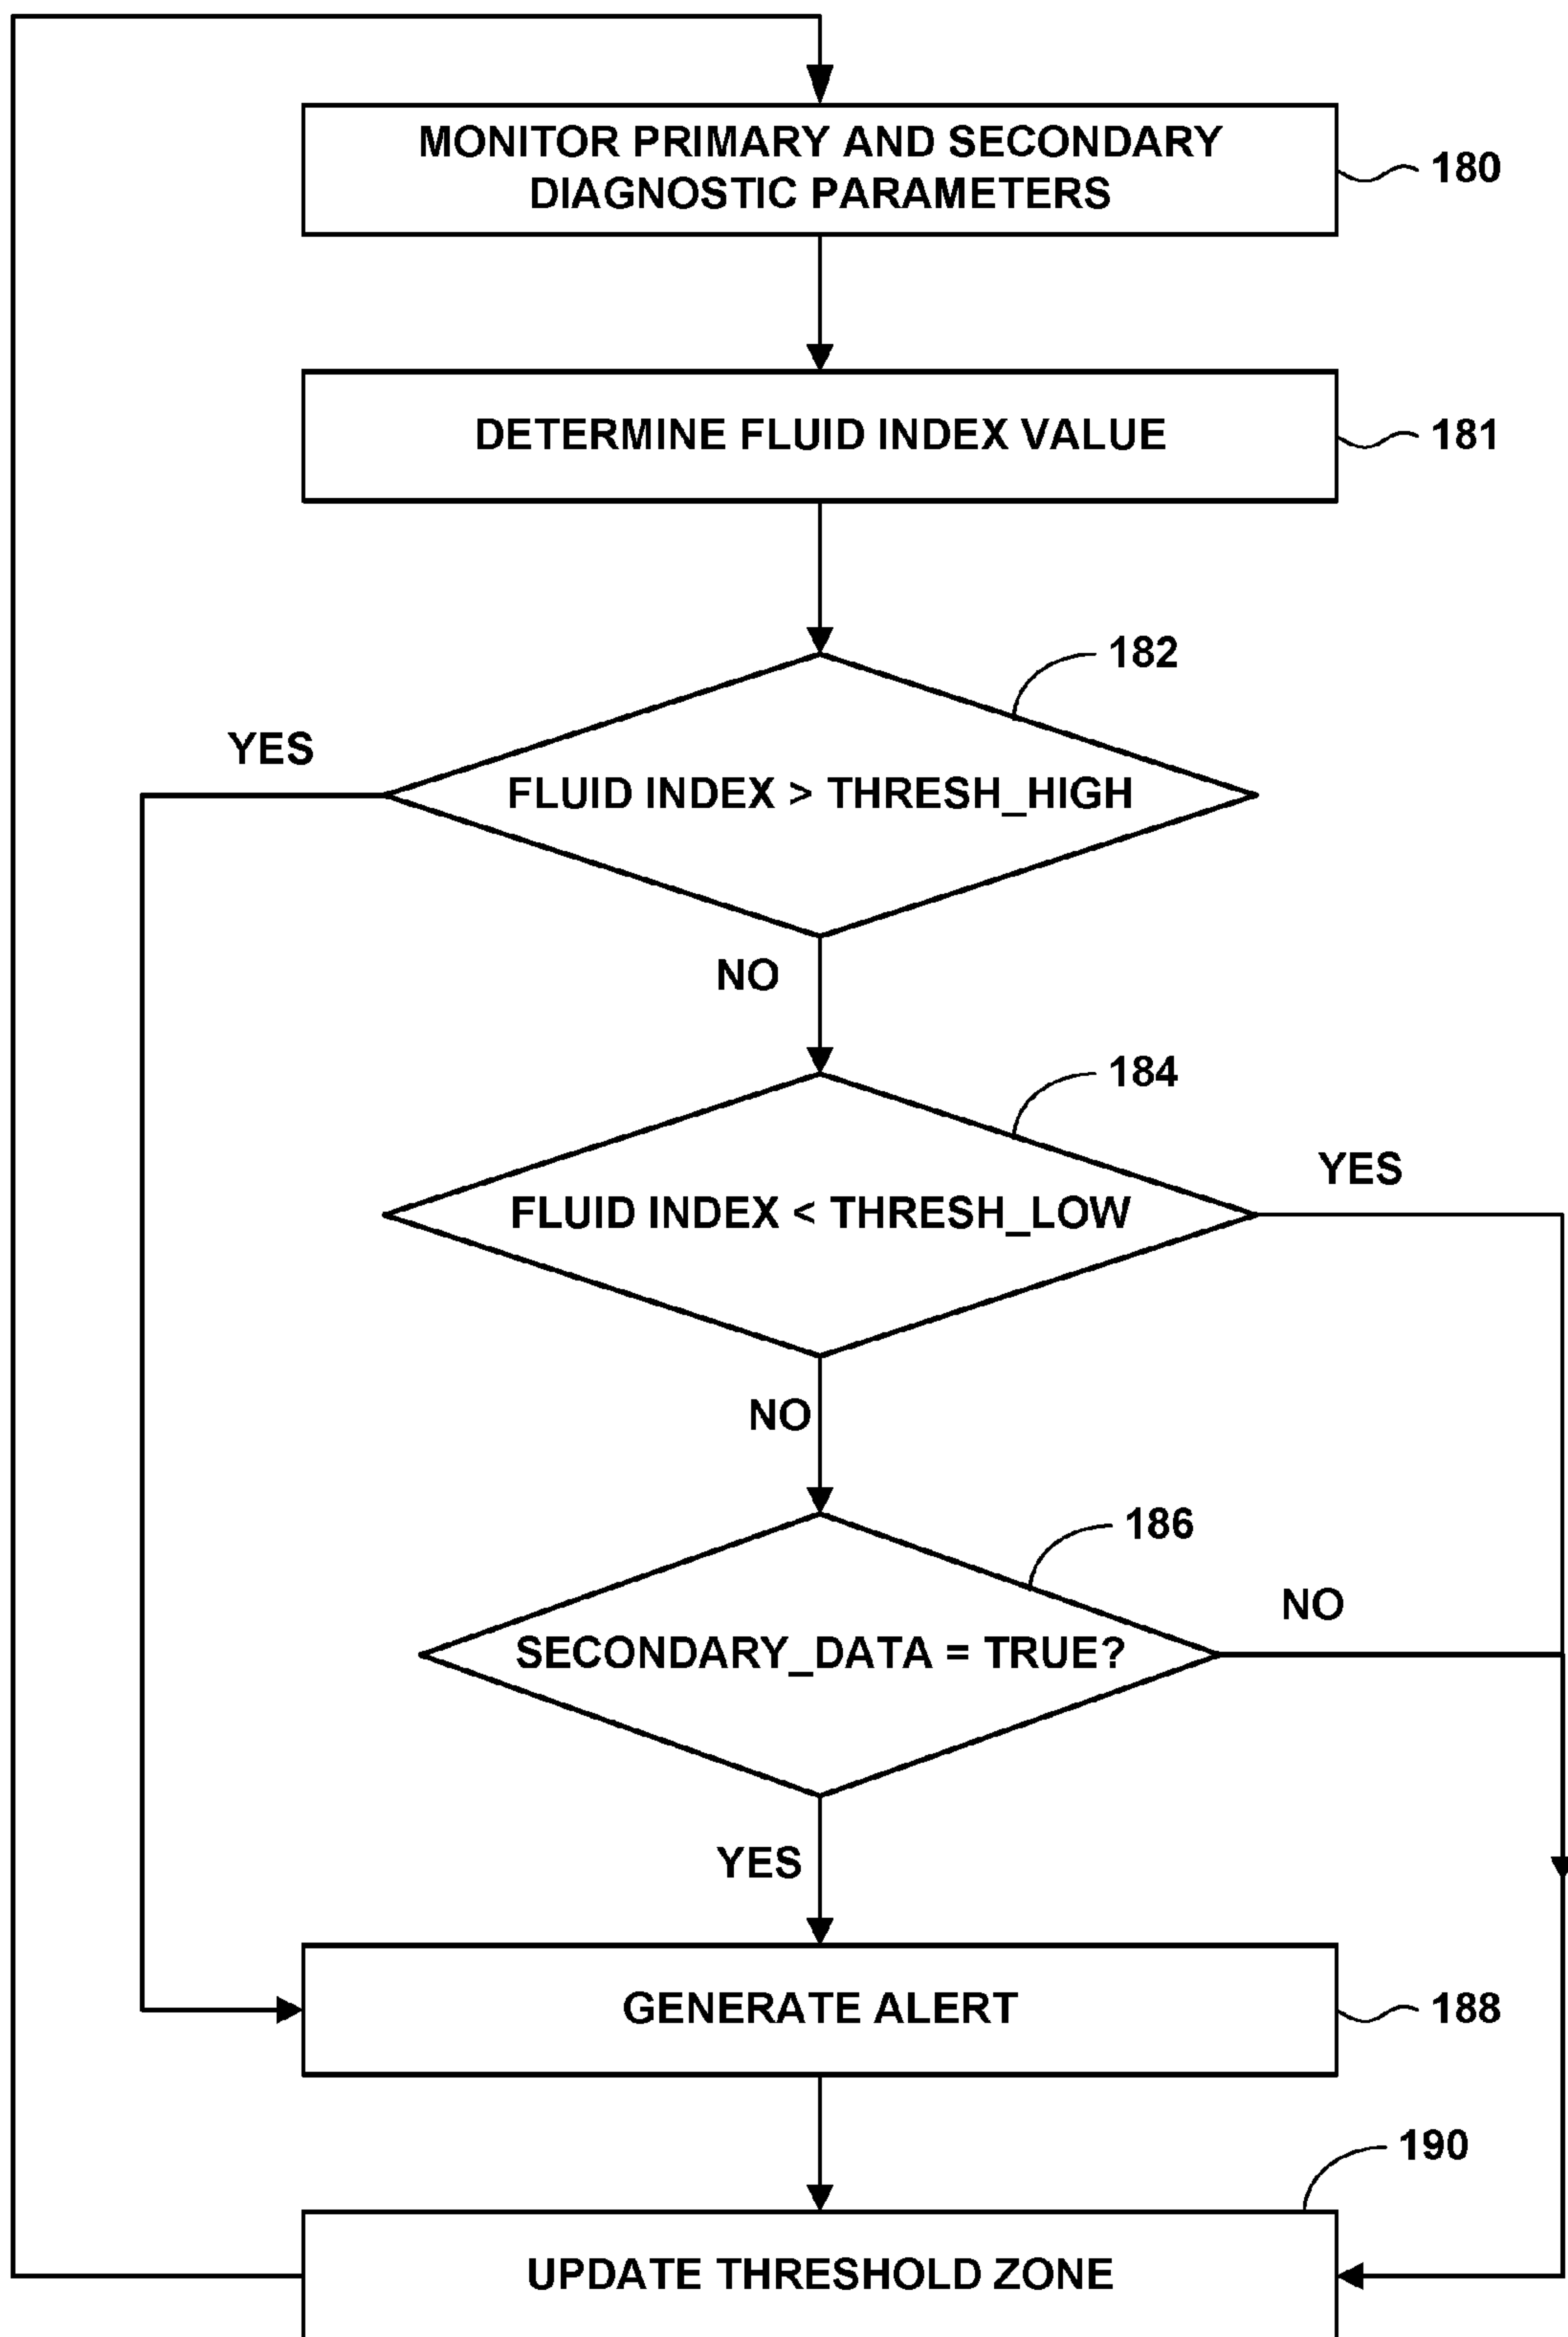 MONITOR PRIMARY AND SECONDARY
DIAGNOSTIC PARAMETERS
180
DETERMINE FLUID INDEX VALUE
181
182
YES
FLUID INDEX > THRESH_HIGH
NO
184
YES
FLUID INDEX < THRESH_LOW
NO
186
NO
SECONDARY_DATA = TRUE?
YES
GENERATE ALERT
188
190
UPDATE THRESHOLD ZONE